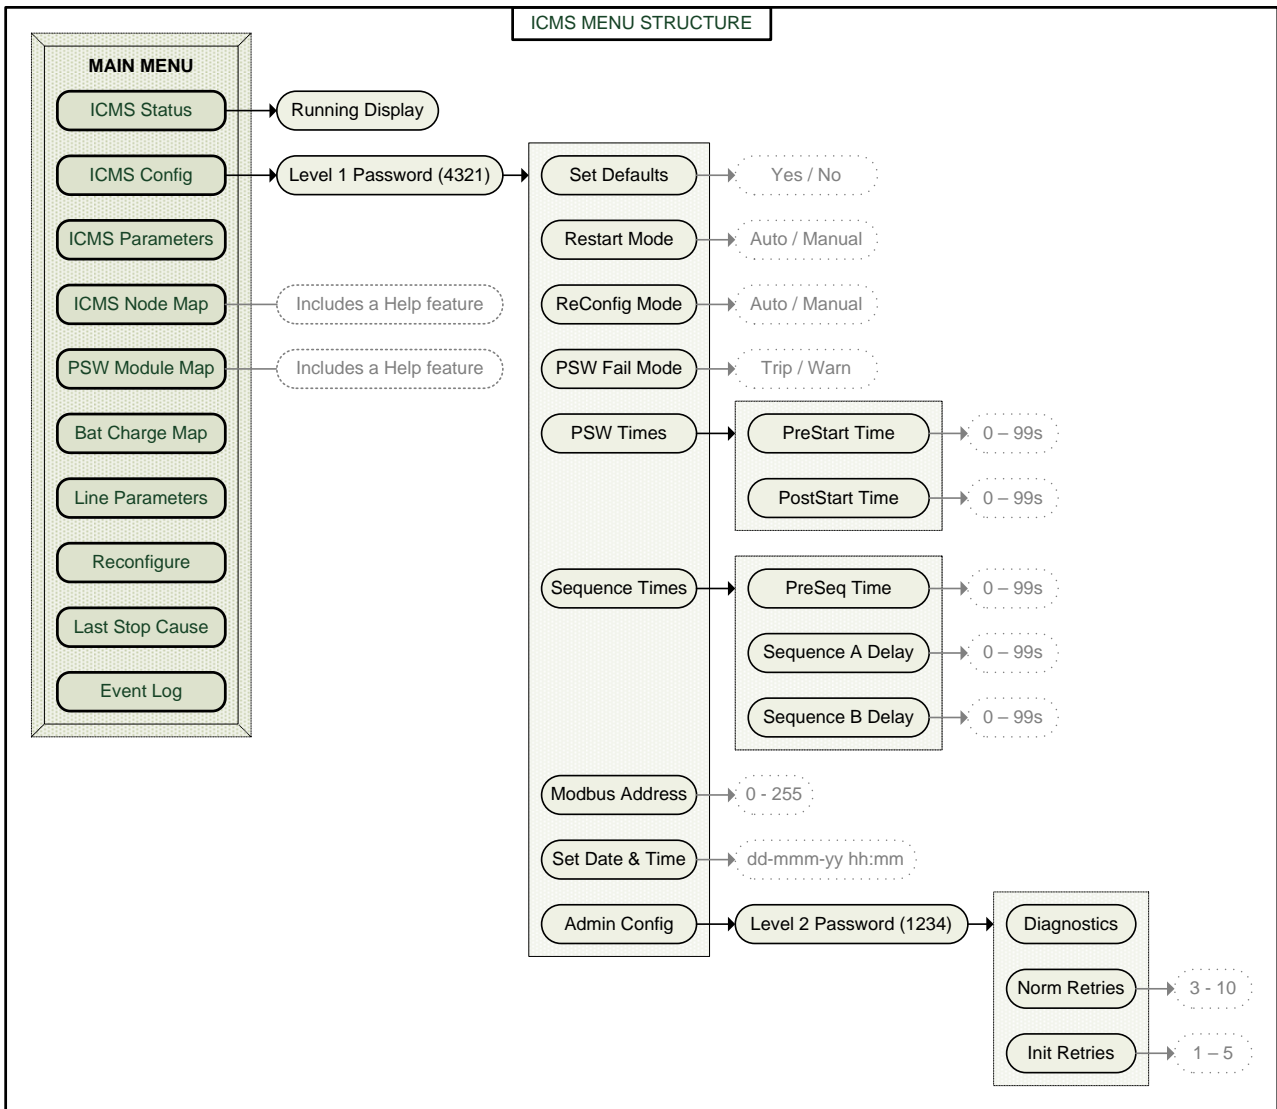 ICMS MENU STRUCTURE
MAIN MENU
ICMS Status
Running Display
ICMS Config
Level 1 Password (4321)
Set Defaults
Yes / No
ICMS Parameters
Restart Mode
Auto / Manual
ICMS Node Map
Includes a Help feature
ReConfig Mode
Auto / Manual
PSW Module Map
Includes a Help feature
PSW Fail Mode
Trip / Warn
Bat Charge Map
PSW Times
PreStart Time
0 – 99s
Line Parameters
PostStart Time
0 – 99s
Reconfigure
Sequence Times
PreSeq Time
0 – 99s
Last Stop Cause
Sequence A Delay
0 – 99s
Event Log
Sequence B Delay
0 – 99s
Modbus Address
0 - 255
Set Date & Time
dd-mmm-yy hh:mm
Admin Config
Level 2 Password (1234)
Diagnostics
Norm Retries
3 - 10
Init Retries
1 – 5